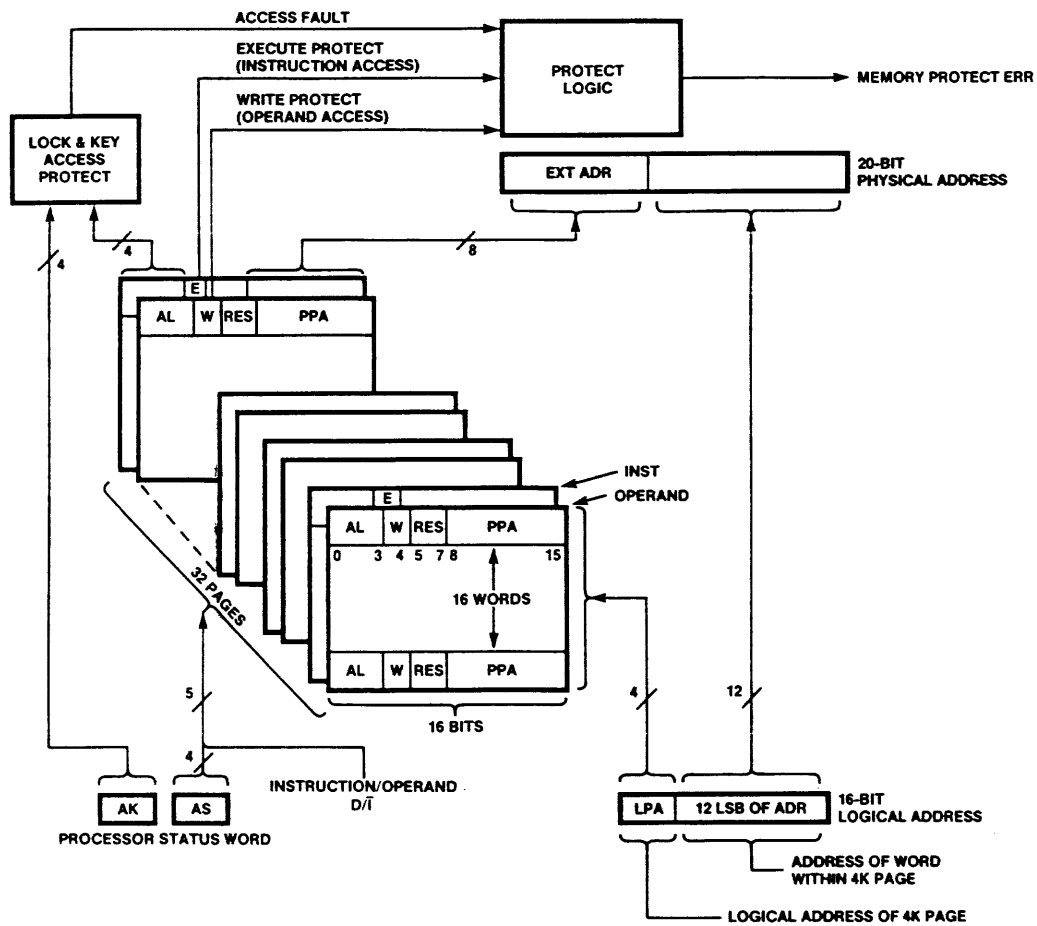 ACCESS FAULT
EXECUTE PROTECT
(INSTRUCTION ACCESS)
WRITE PROTECT
(OPERAND ACCESS)
PROTECT
LOGIC
MEMORY PROTECT ERR
LOCK & KEY
ACCESS
PROTECT
EXT ADR
20-BIT
PHYSICAL ADDRESS
4
4
8
E
AL W RES PPA
INST
OPERAND
E
AL W RES PPA
0 3 4 5 7 8 15
16 WORDS
32 PAGES
AL W RES PPA
16 BITS
5
4
4
12
INSTRUCTION/OPERAND
D/I̅
AK AS
PROCESSOR STATUS WORD
LPA 12 LSB OF ADR
16-BIT
LOGICAL ADDRESS
ADDRESS OF WORD
WITHIN 4K PAGE
LOGICAL ADDRESS OF 4K PAGE